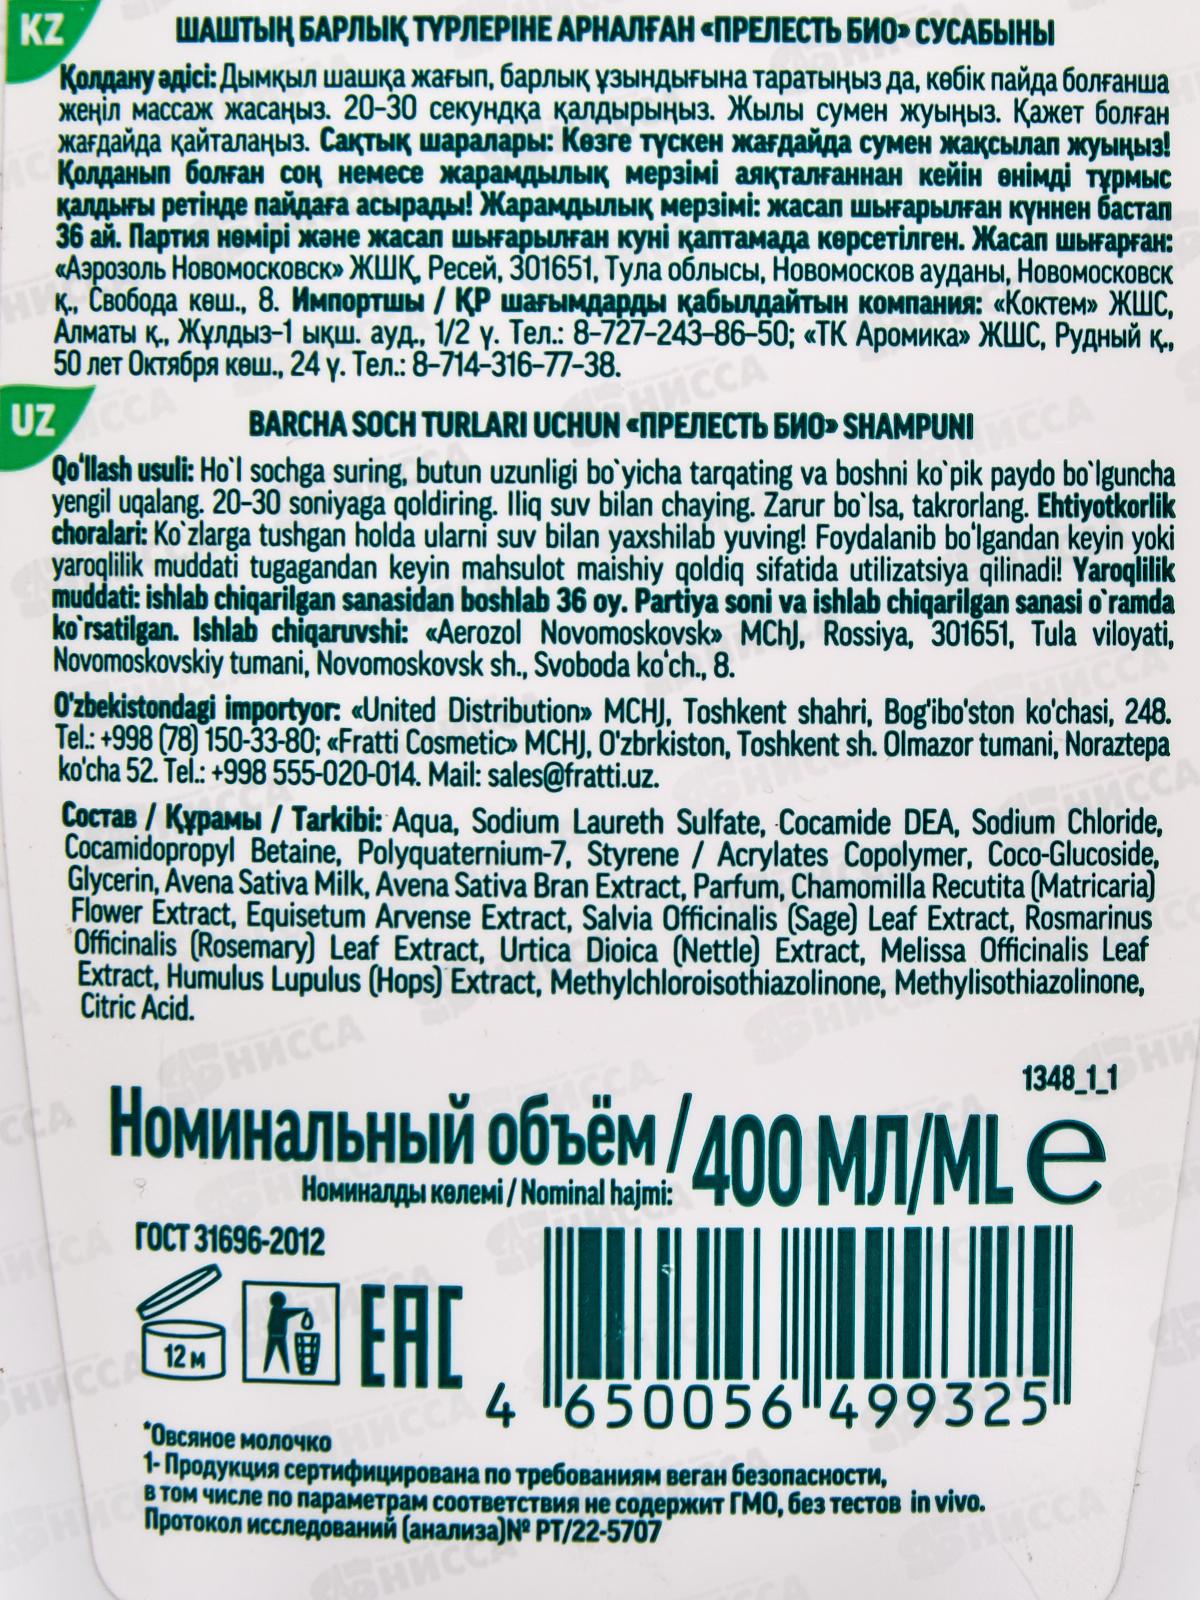 KZ
ШАШТЫҢ БАРЛЫҚ ТҮРЛЕРІНЕ АРНАЛҒАН «ПРЕЛЕСТЬ БИО» СУСАБЫНЫ
Қолдану әдісі: Дымқыл шашқа жағып, барлық ұзындығына таратыңыз да, көбік пайда болғанша
жеңіл массаж жасаңыз. 20–30 секундқа қалдырыңыз. Жылы сумен жуыңыз. Қажет болған
жағдайда қайталаңыз. Сақтық шаралары: Көзге түскен жағдайда сумен жақсылап жуыңыз!
Қолданып болған соң немесе жарамдылық мерзімі аяқталғаннан кейін өнімді тұрмыс
қалдығы ретінде пайдаға асырады! Жарамдылық мерзімі: жасап шығарылған күннен бастап
36 ай. Партия нөмірі және жасап шығарылған куні қаптамада көрсетілген. Жасап шығарған:
«Аэрозоль Новомосковск» ЖШҚ, Ресей, 301651, Тула облысы, Новомосков ауданы, Новомосковск
қ., Свобода көш., 8. Импортшы / ҚР шағымдарды қабылдайтын компания: «Коктем» ЖШС,
Алматы қ., Жұлдыз–1 ықш. ауд., 1/2 ү. Тел.: 8–727–243–86–50; «ТК Аромика» ЖШС, Рудный қ.,
50 лет Октября көш., 24 ү. Тел.: 8–714–316–77–38.
UZ
BARCHA SOCH TURLARI UCHUN «ПРЕЛЕСТЬ БИО» SHAMPUNI
Qo'llash usuli: Ho`l sochga suring, butun uzunligi bo`yicha tarqating va boshni ko`pik paydo bo`lguncha
yengil uqalang. 20–30 soniyaga qoldiring. Iliq suv bilan chaying. Zarur bo`lsa, takrorlang. Ehtiyotkorlik
choralari: Ko`zlarga tushgan holda ularni suv bilan yaxshilab yuving! Foydalanib bo'lgandan keyin yoki
yaroqlilik muddati tugagandan keyin mahsulot maishiy qoldiq sifatida utilizatsiya qilinadi! Yaroqlilik
muddati: ishlab chiqarilgan sanasidan boshlab 36 oy. Partiya soni va ishlab chiqarilgan sanasi o`ramda
ko`rsatilgan. Ishlab chiqaruvshi: «Aerozol Novomoskovsk» MChJ, Rossiya, 301651, Tula viloyati,
Novomoskovskiy tumani, Novomoskovsk sh., Svoboda ko'ch., 8.
O'zbekistondagi importyor: «United Distribution» MCHJ, Toshkent shahri, Bog'ibo'ston ko'chasi, 248.
Tel.: +998 (78) 150-33-80; «Fratti Cosmetic» MCHJ, O'zbrkiston, Toshkent sh. Olmazor tumani, Noraztepa
ko'cha 52. Tel.: +998 555-020-014. Mail: sales@fratti.uz.
Состав / Құрамы / Tarkibi: Aqua, Sodium Laureth Sulfate, Cocamide DEA, Sodium Chloride,
Cocamidopropyl Betaine, Polyquaternium-7, Styrene / Acrylates Copolymer, Coco-Glucoside,
Glycerin, Avena Sativa Milk, Avena Sativa Bran Extract, Parfum, Chamomilla Recutita (Matricaria)
Flower Extract, Equisetum Arvense Extract, Salvia Officinalis (Sage) Leaf Extract, Rosmarinus
Officinalis (Rosemary) Leaf Extract, Urtica Dioica (Nettle) Extract, Melissa Officinalis Leaf
Extract, Humulus Lupulus (Hops) Extract, Methylchloroisothiazolinone, Methylisothiazolinone,
Citric Acid.
1348_1_1
Номинальный объём / 400 МЛ/ML e
Номиналды көлемі / Nominal hajmi:
ГОСТ 31696-2012
12 м
EAC
4 650056 499325
*Овсяное молочко
1- Продукция сертифицирована по требованиям веган безопасности,
в том числе по параметрам соответствия не содержит ГМО, без тестов in vivo.
Протокол исследований (анализа)№ РТ/22-5707